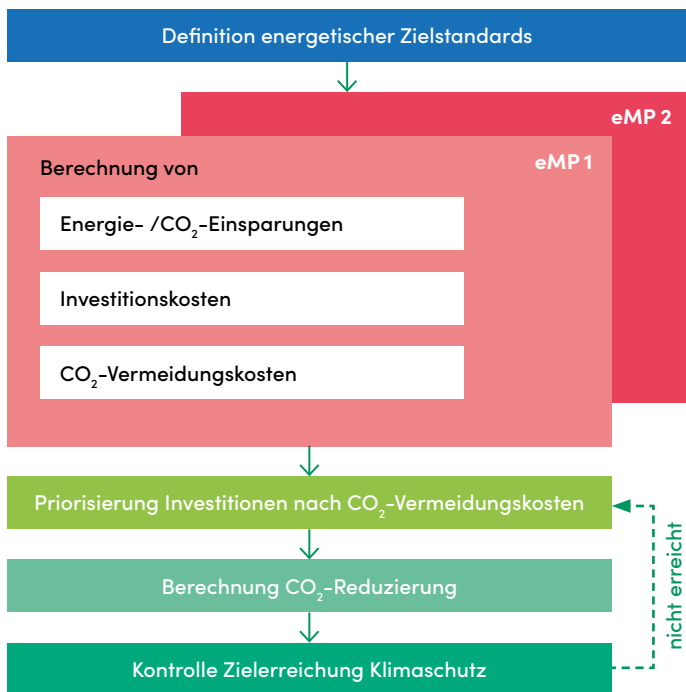 Definition energetischer Zielstandards
eMP 2
eMP 1
Berechnung von
Energie- /CO₂-Einsparungen
Investitionskosten
CO₂-Vermeidungskosten
Priorisierung Investitionen nach CO₂-Vermeidungskosten
Berechnung CO₂-Reduzierung
nicht erreicht
Kontrolle Zielerreichung Klimaschutz